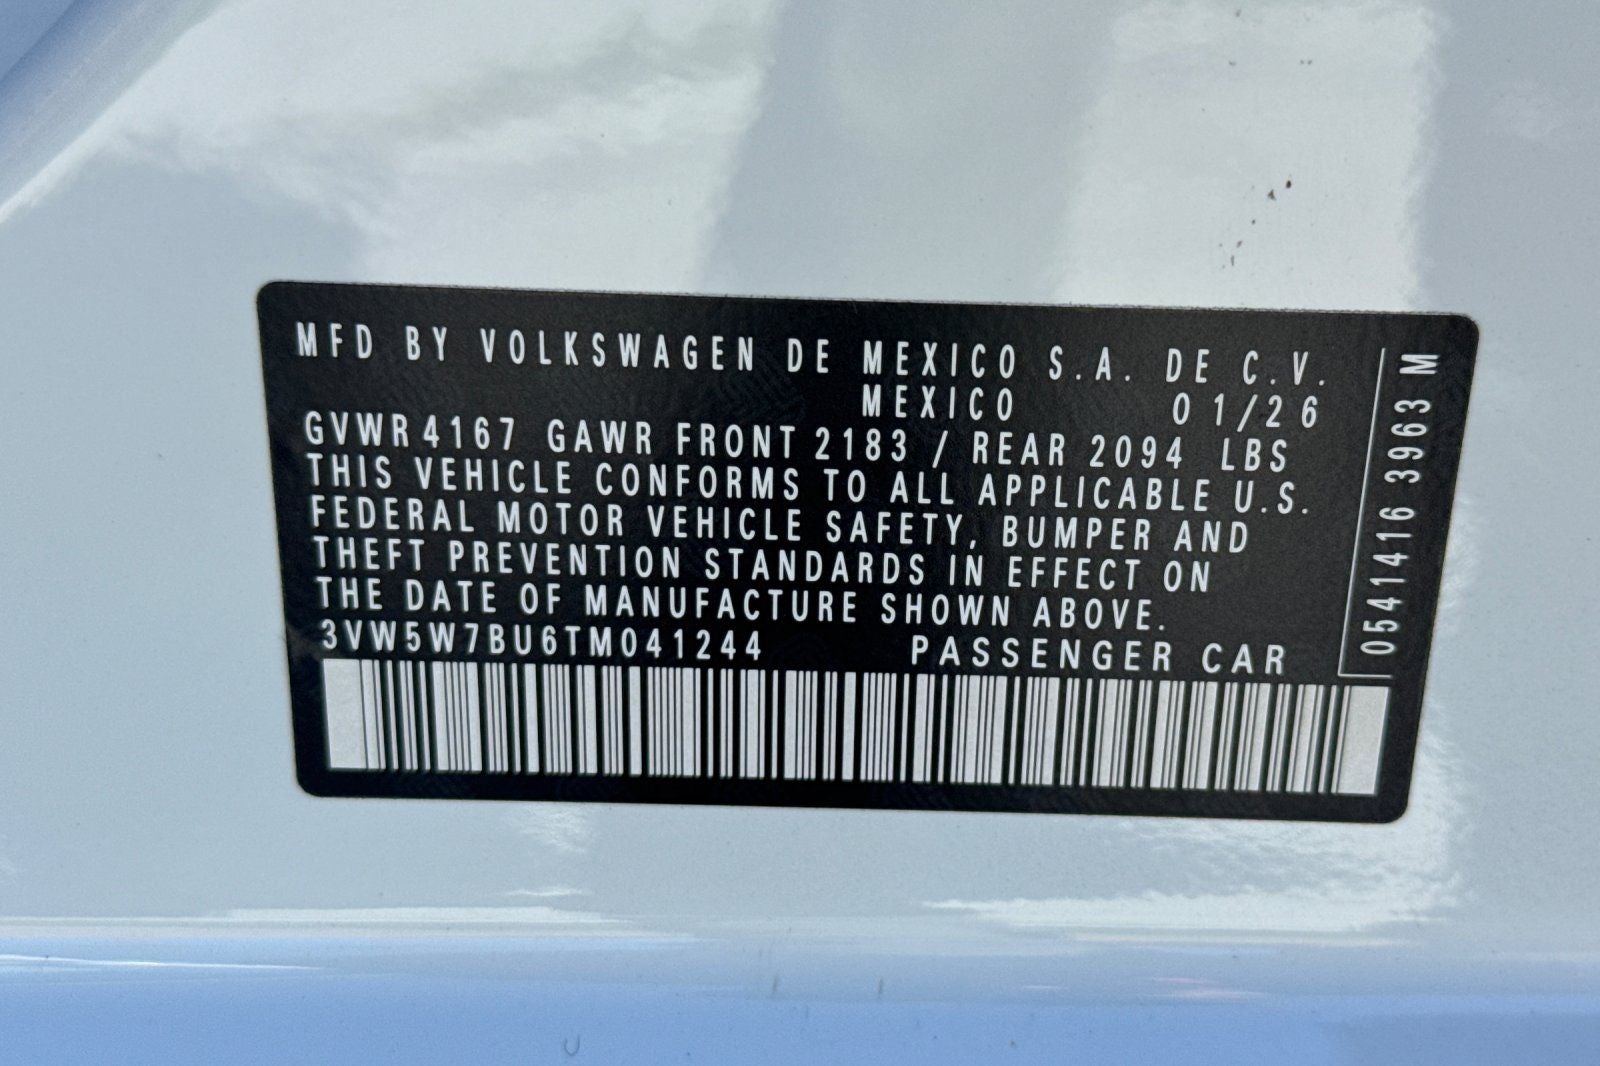 MFD BY VOLKSWAGEN DE MEXICO S.A. DE C.V.
MEXICO 01/26
GVWR 4167 GAWR FRONT 2183 / REAR 2094 LBS
THIS VEHICLE CONFORMS TO ALL APPLICABLE U.S.
FEDERAL MOTOR VEHICLE SAFETY, BUMPER AND
THEFT PREVENTION STANDARDS IN EFFECT ON
THE DATE OF MANUFACTURE SHOWN ABOVE.
3VW5W7BU6TM041244 PASSENGER CAR
0541416 3963 M